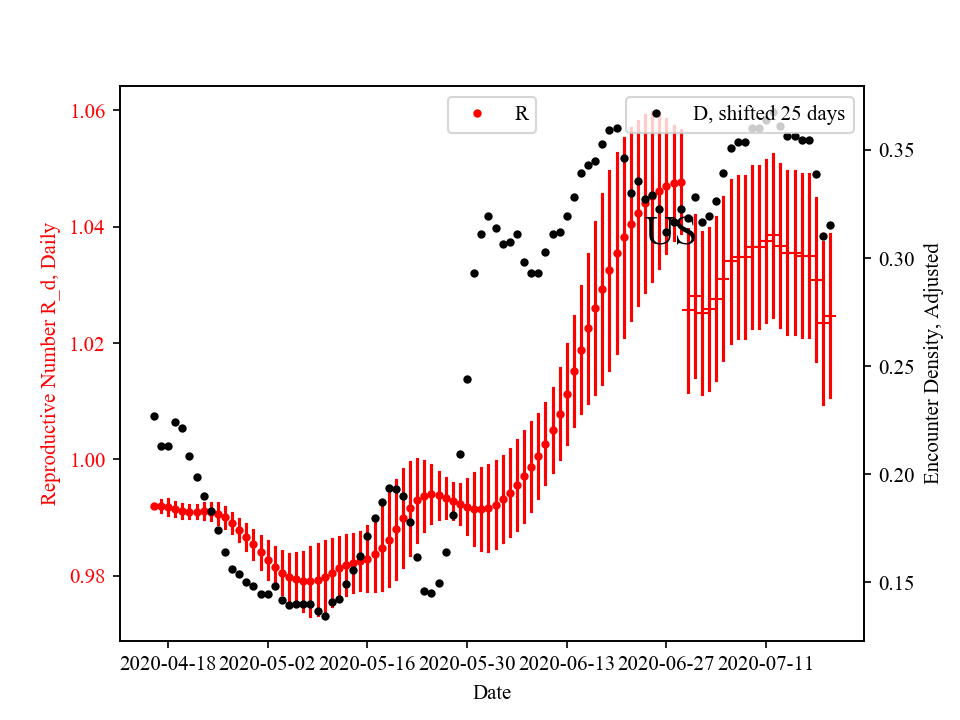 R
D, shifted 25 days
1.06
1.04
1.02
1.00
0.98
Reproductive Number R_d, Daily
US
0.35
0.30
0.25
0.20
0.15
Encounter Density, Adjusted
2020-04-18 2020-05-02 2020-05-16 2020-05-30 2020-06-13 2020-06-27 2020-07-11
Date